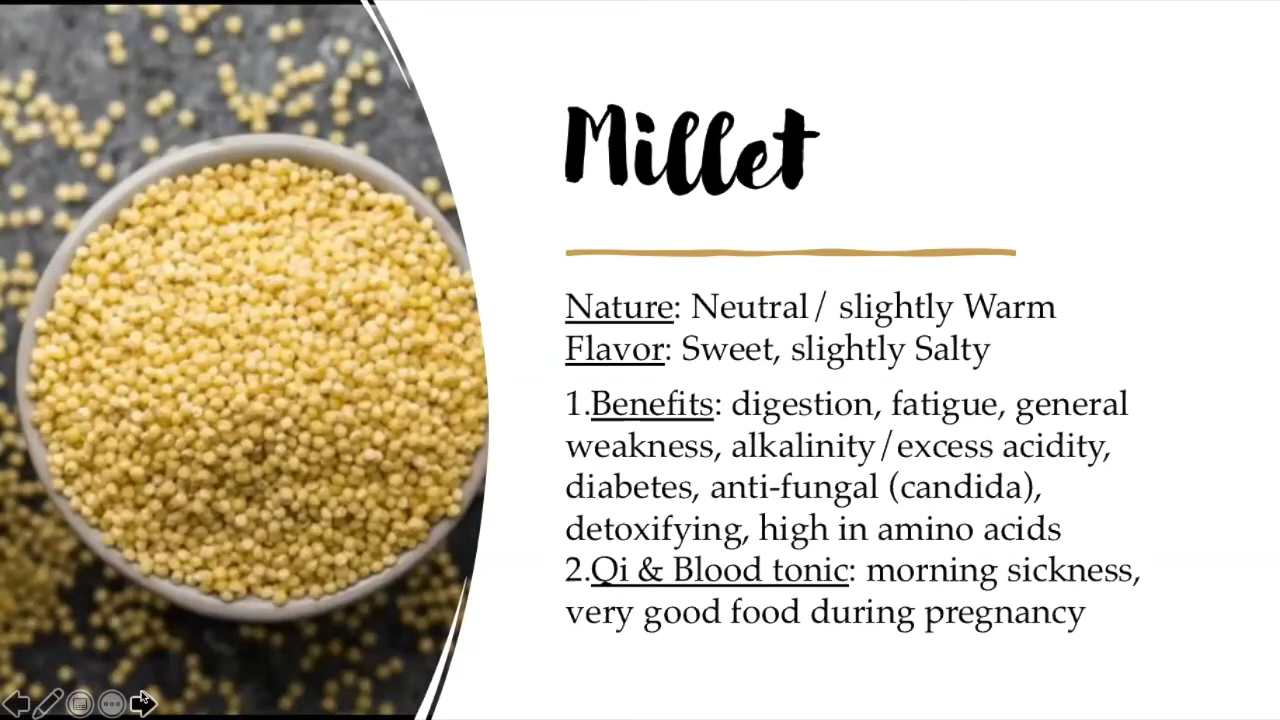 Millet
Nature: Neutral/ slightly Warm
Flavor: Sweet, slightly Salty
1.Benefits: digestion, fatigue, general
weakness, alkalinity/excess acidity,
diabetes, anti-fungal (candida),
detoxifying, high in amino acids
2.Qi & Blood tonic: morning sickness,
very good food during pregnancy